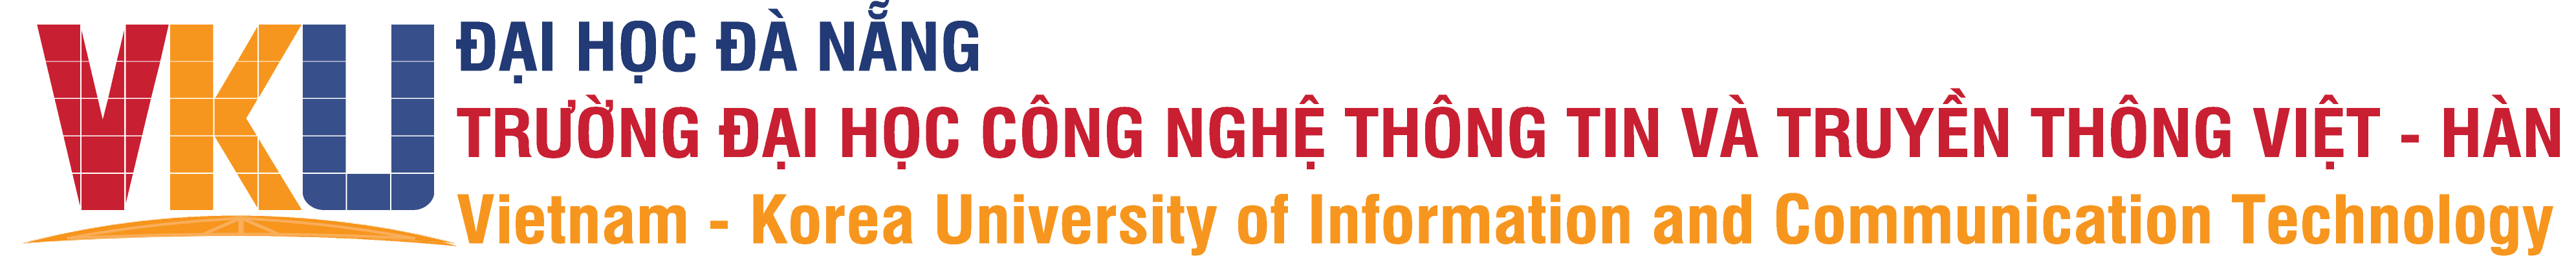 VKU
ĐẠI HỌC ĐÀ NẴNG
TRƯỜNG ĐẠI HỌC CÔNG NGHỆ THÔNG TIN VÀ TRUYỀN THÔNG VIỆT - HÀN
Vietnam - Korea University of Information and Communication Technology